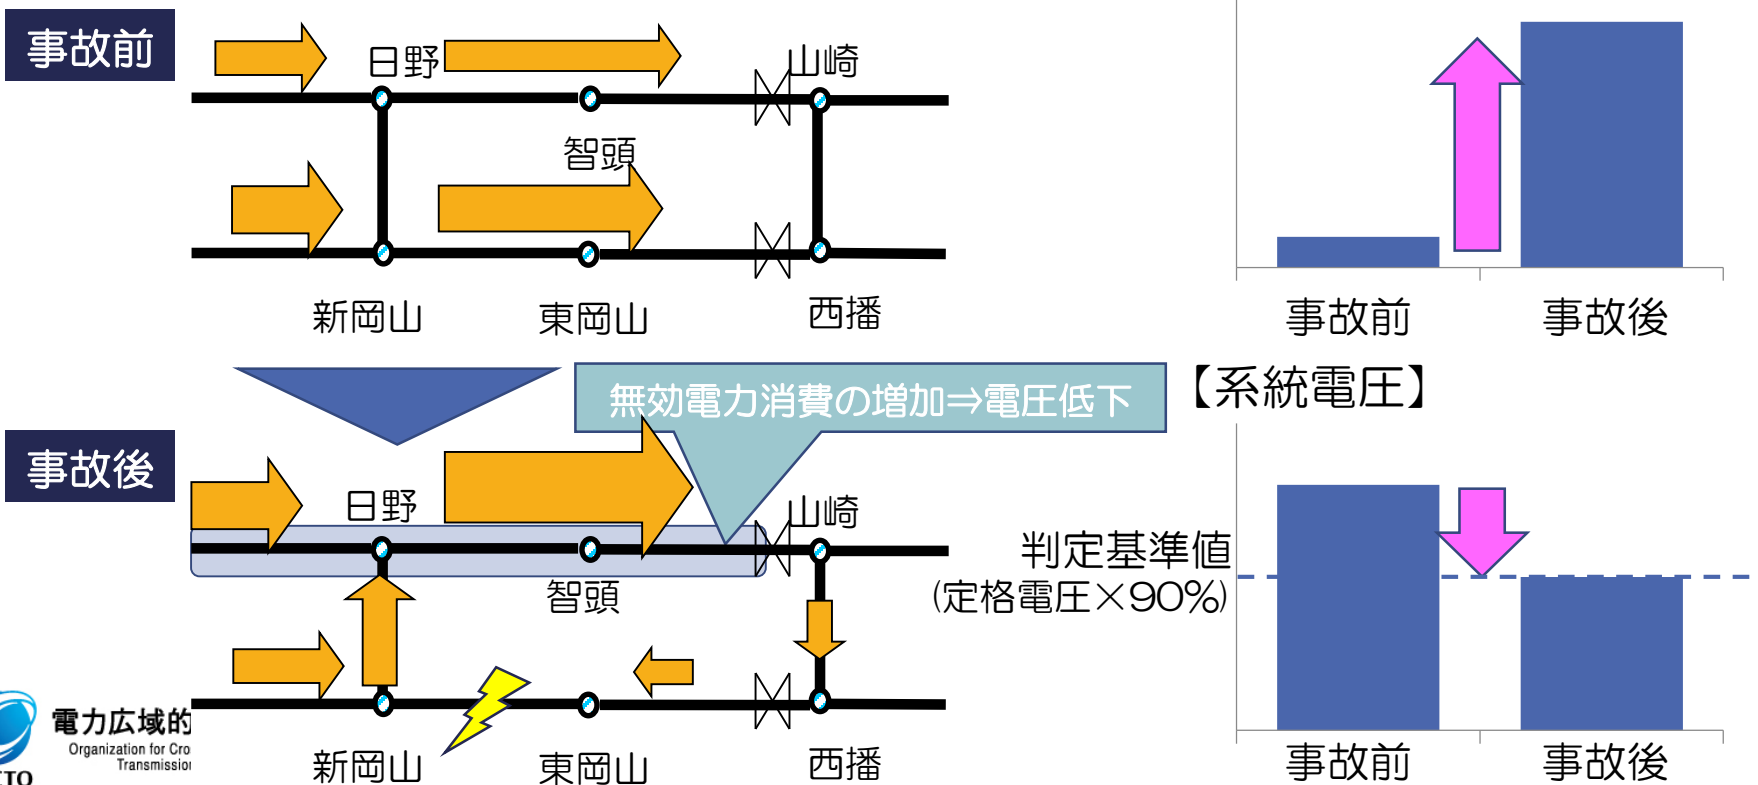 事故前
日野
山崎
智頭
新岡山
東岡山
西播
事故前
事故後
無効電力消費の増加⇒電圧低下
【系統電圧】
事故後
日野
山崎
智頭
判定基準値
(定格電圧×90%)
新岡山
東岡山
西播
事故前
事故後
電力広域的
Organization for Cro
Transmission